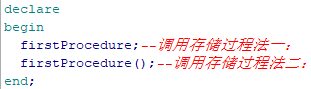 declare
begin
  firstProcedure;--调用存储过程法一：
  firstProcedure();--调用存储过程法二：
end;